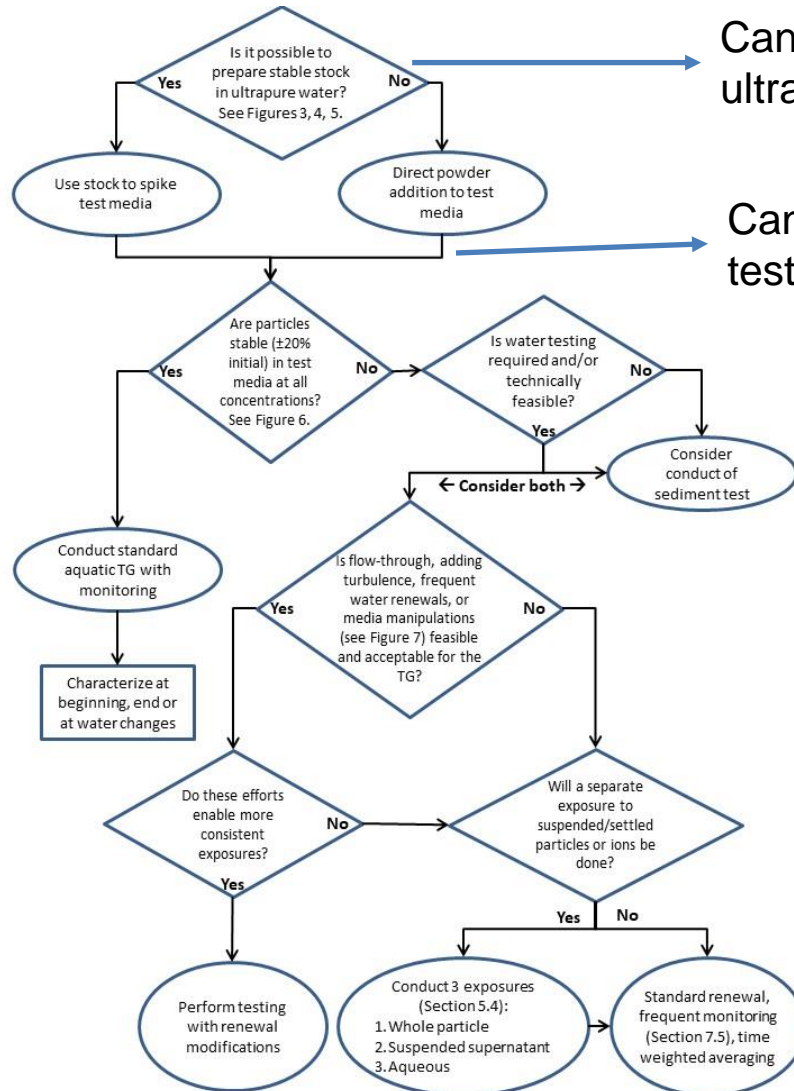 Is it possible to
prepare stable stock
in ultrapure water?
See Figures 3, 4, 5.
Yes
No
Can
ultra
Use stock to spike
test media
Direct powder
addition to test
media
Can
test
Are particles
stable (±20%
initial) in test
media at all
concentrations?
See Figure 6.
Yes
No
Is water testing
required and/or
technically
feasible?
No
Yes
← Consider both →
Consider
conduct of
sediment test
Conduct standard
aquatic TG with
monitoring
Characterize at
beginning, end or
at water changes
Is flow-through, adding
turbulence, frequent
water renewals, or
media manipulations
(see Figure 7) feasible
and acceptable for the
TG?
Yes
No
Do these efforts
enable more
consistent
exposures?
No
Yes
Will a separate
exposure to
suspended/settled
particles or ions be
done?
Yes
No
Perform testing
with renewal
modifications
Conduct 3 exposures
(Section 5.4):
1. Whole particle
2. Suspended supernatant
3. Aqueous
Standard renewal,
frequent monitoring
(Section 7.5), time
weighted averaging